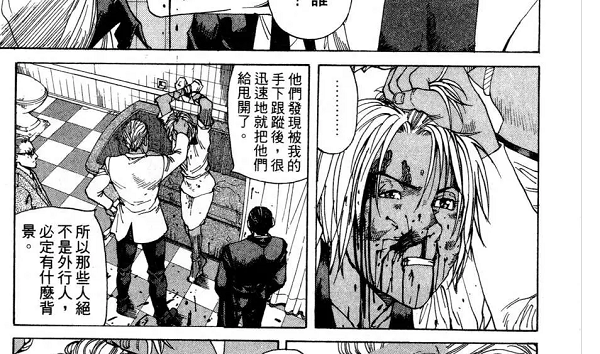 誰
？
………
他們發現被我的
手下跟蹤後，很
迅速地就把他們
給甩開了。
所以那些人絕
不是外行人，
必定有什麼背
景。